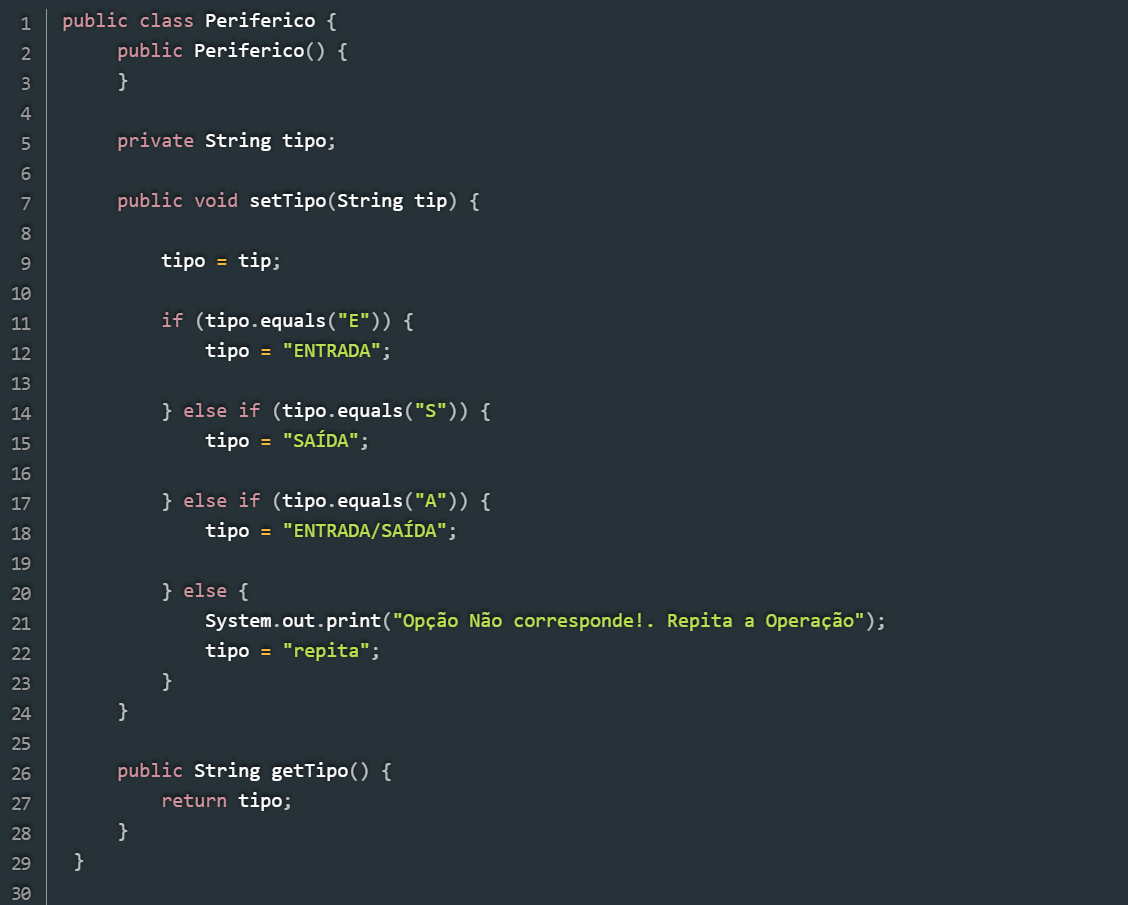 1 public class Periferico {
2 public Periferico() {
3 }
4
5 private String tipo;
6
7 public void setTipo(String tip) {
8
9 tipo = tip;
10
11 if (tipo.equals("E")) {
12 tipo = "ENTRADA";
13
14 } else if (tipo.equals("S")) {
15 tipo = "SAÍDA";
16
17 } else if (tipo.equals("A")) {
18 tipo = "ENTRADA/SAÍDA";
19
20 } else {
21 System.out.print("Opção Não corresponde!. Repita a Operação");
22 tipo = "repita";
23 }
24 }
25
26 public String getTipo() {
27 return tipo;
28 }
29 }
30